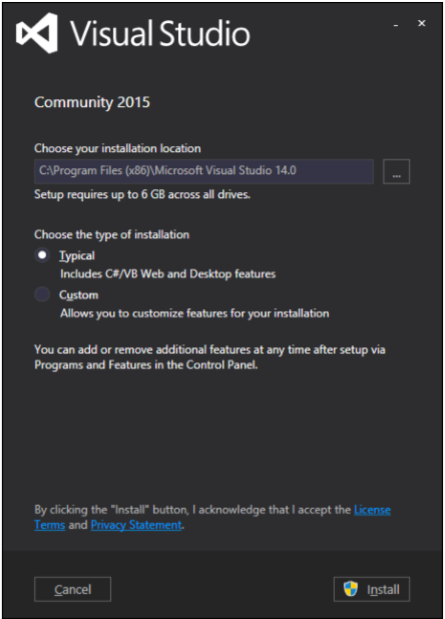 Visual Studio
Community 2015
Choose your installation location
C:\Program Files (x86)\Microsoft Visual Studio 14.0
...
Setup requires up to 6 GB across all drives.
Choose the type of installation
Typical
Includes C#/VB Web and Desktop features
Custom
Allows you to customize features for your installation
You can add or remove additional features at any time after setup via
Programs and Features in the Control Panel.
By clicking the "Install" button, I acknowledge that I accept the License
Terms and Privacy Statement.
Cancel
Install